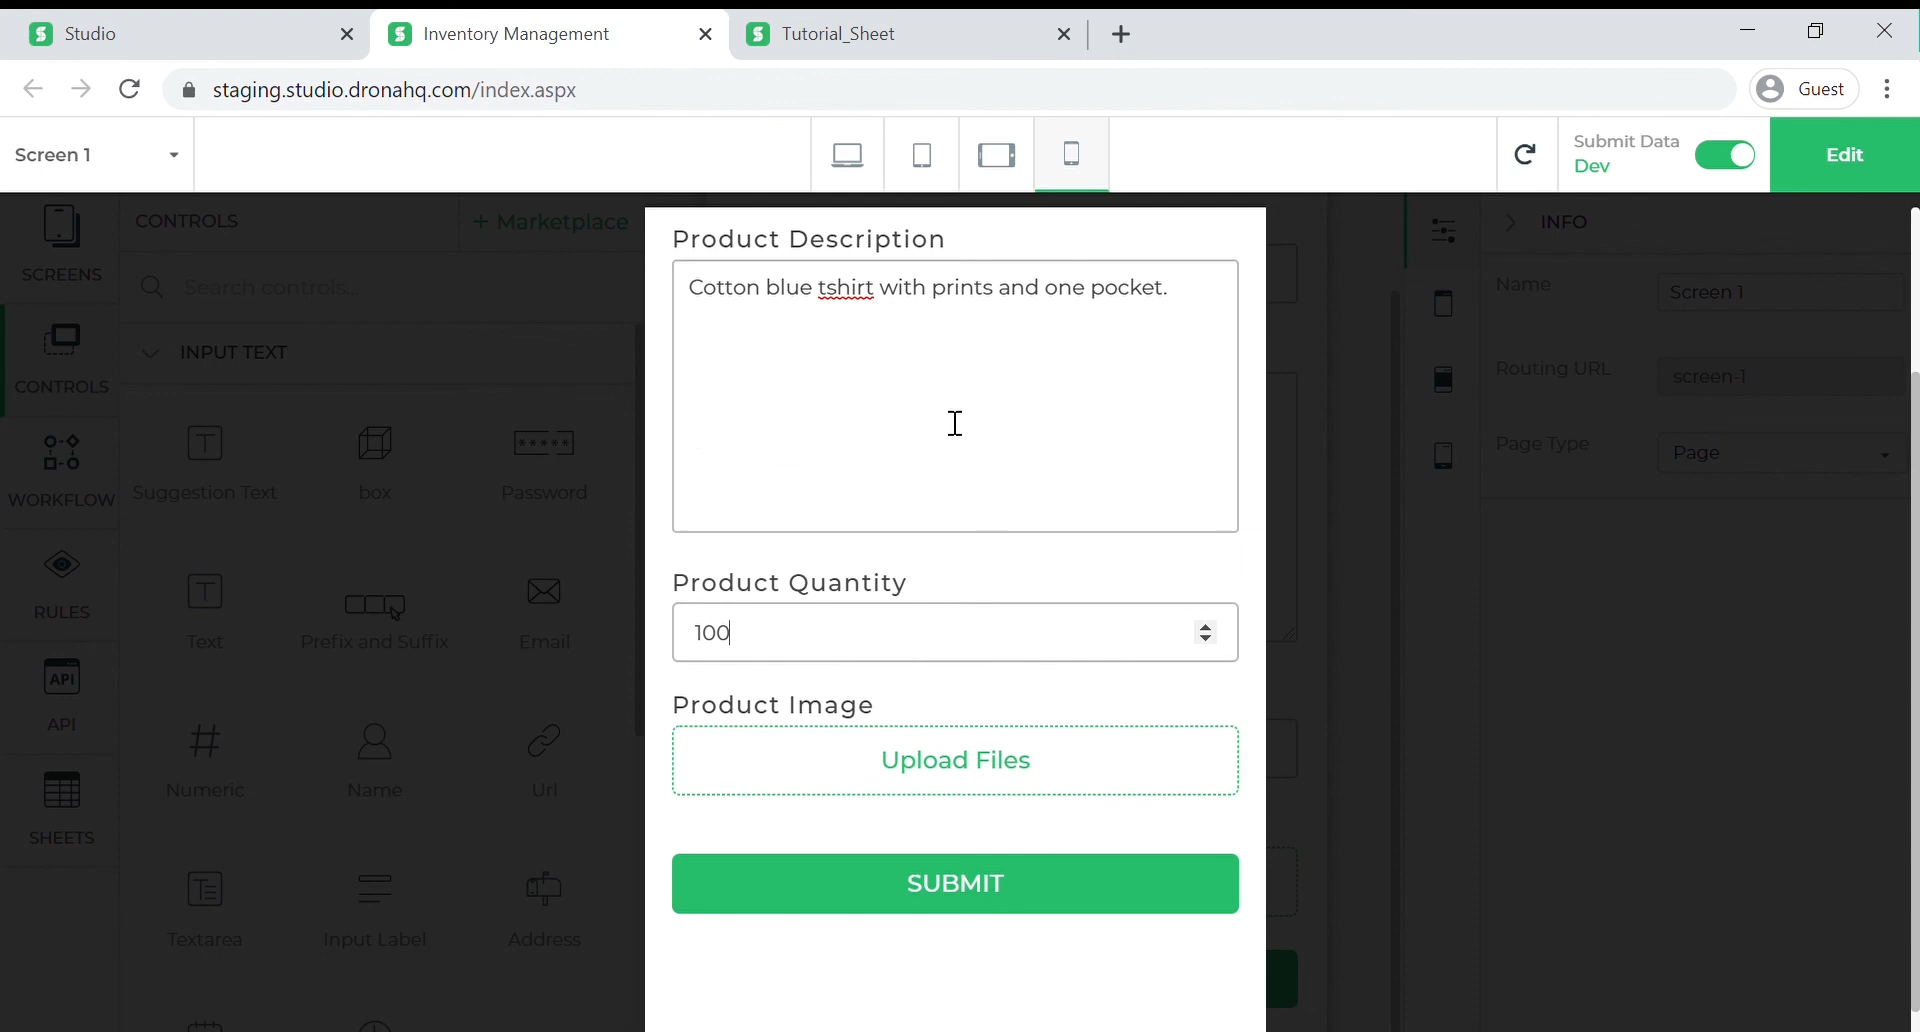 Studio
Inventory Management
Tutorial_Sheet
staging.studio.dronahq.com/index.aspx
Guest
Screen 1
Submit Data
Dev
Edit
SCREENS
CONTROLS
WORKFLOW
RULES
API
API
SHEETS
CONTROLS
+ Marketplace
Search controls...
INPUT TEXT
Suggestion Text
box
Password
Text
Prefix and Suffix
Email
Numeric
Name
Url
Textarea
Input Label
Address
Product Description
Cotton blue tshirt with prints and one pocket.
Product Quantity
100
Product Image
Upload Files
SUBMIT
INFO
Name
Screen 1
Routing URL
screen-1
Page Type
Page